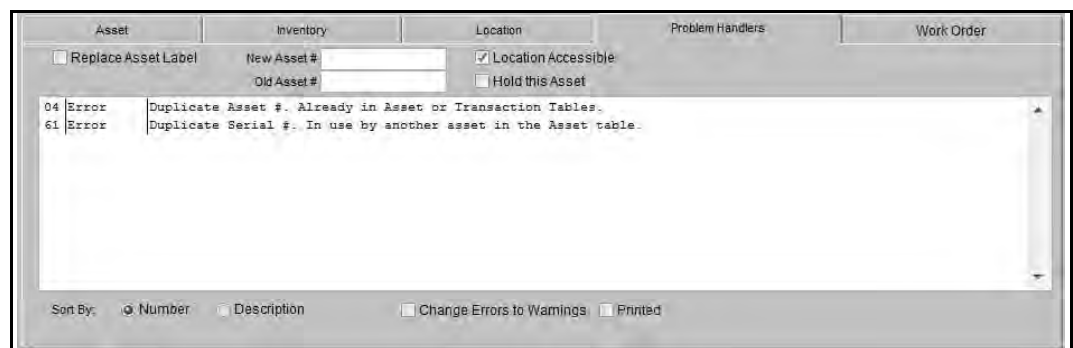 Asset Inventory Location Problem Handlers Work Order
Replace Asset Label New Asset # Location Accessible
Old Asset # Hold this Asset
04 Error Duplicate Asset #. Already in Asset or Transaction Tables.
61 Error Duplicate Serial #. In use by another asset in the Asset table.
Sort By: Number Description Change Errors to Warnings Printed